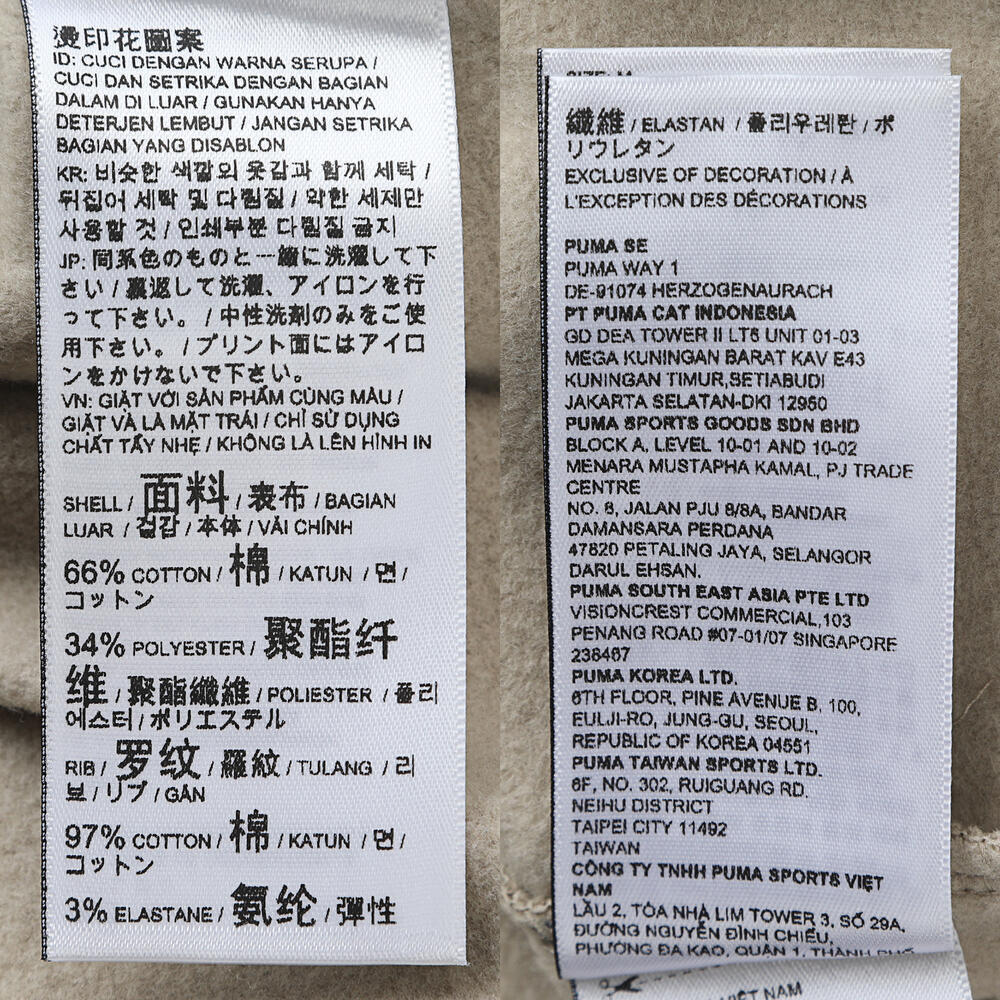 燙印花圖案
ID: CUCI DENGAN WARNA SERUPA /
CUCI DAN SETRIKA DENGAN BAGIAN
DALAM DI LUAR / GUNAKAN HANYA
DETERJEN LEMBUT / JANGAN SETRIKA
BAGIAN YANG DISABLON
KR: 비슷한 색깔의 옷감과 함께 세탁 /
뒤집어 세탁 및 다림질 / 약한 세제만
사용할 것 / 인쇄부분 다림질 금지
JP: 同系色のものと一緒に洗濯して下
さい / 裏返して洗濯、アイロンを行
って下さい。 / 中性洗剤のみをご使
用下さい。 / プリント面にはアイロ
ンをかけないで下さい。
VN: GIẶT VỚI SẢN PHẨM CÙNG MÀU /
GIẶT VÀ LÀ MẶT TRÁI / CHỈ SỬ DỤNG
CHẤT TẨY NHẸ / KHÔNG LÀ LÊN HÌNH IN
SHELL / 面料 / 表布 / BAGIAN
LUAR / 겉감 / 本体 / VẢI CHÍNH
66% COTTON / 棉 / KATUN / 면 /
コットン
34% POLYESTER / 聚酯纤
维 / 聚酯纖維 / POLIESTER / 폴리
에스터 / ポリエステル
RIB / 罗纹 / 羅紋 / TULANG / 리
브 / リブ / GÂN
97% COTTON / 棉 / KATUN / 면 /
コットン
3% ELASTANE / 氨纶 / 彈性
SIZE: M
纖維 / ELASTAN / 폴리우레탄 / ポ
リウレタン
EXCLUSIVE OF DECORATION / À
L'EXCEPTION DES DÉCORATIONS
PUMA SE
PUMA WAY 1
DE-91074 HERZOGENAURACH
PT PUMA CAT INDONESIA
GD DEA TOWER II LT6 UNIT 01-03
MEGA KUNINGAN BARAT KAV E43
KUNINGAN TIMUR,SETIABUDI
JAKARTA SELATAN-DKI 12950
PUMA SPORTS GOODS SDN BHD
BLOCK A, LEVEL 10-01 AND 10-02
MENARA MUSTAPHA KAMAL, PJ TRADE
CENTRE
NO. 8, JALAN PJU 8/8A, BANDAR
DAMANSARA PERDANA
47820 PETALING JAYA, SELANGOR
DARUL EHSAN.
PUMA SOUTH EAST ASIA PTE LTD
VISIONCREST COMMERCIAL,103
PENANG ROAD #07-01/07 SINGAPORE
238467
PUMA KOREA LTD.
6TH FLOOR, PINE AVENUE B, 100,
EULJI-RO, JUNG-GU, SEOUL,
REPUBLIC OF KOREA 04551
PUMA TAIWAN SPORTS LTD.
6F, NO. 302, RUIGUANG RD.
NEIHU DISTRICT
TAIPEI CITY 11492
TAIWAN
CÔNG TY TNHH PUMA SPORTS VIỆT
NAM
LẦU 2, TÒA NHÀ LIM TOWER 3, SỐ 29A,
ĐƯỜNG NGUYỄN ĐÌNH CHIỂU,
PHƯỜNG ĐA KAO, QUẬN 1, THÀNH PHỐ
VIỆT NAM